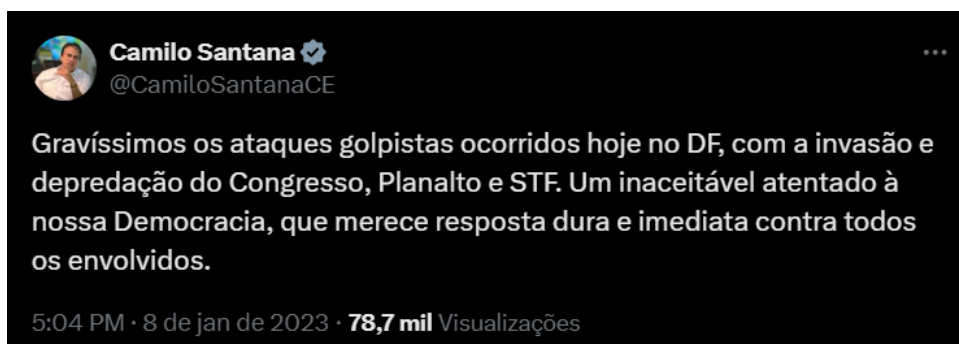 Camilo Santana
@CamiloSantanaCE
Gravíssimos os ataques golpistas ocorridos hoje no DF, com a invasão e
depredação do Congresso, Planalto e STF. Um inaceitável atentado à
nossa Democracia, que merece resposta dura e imediata contra todos
os envolvidos.
5:04 PM · 8 de jan de 2023 · 78,7 mil Visualizações